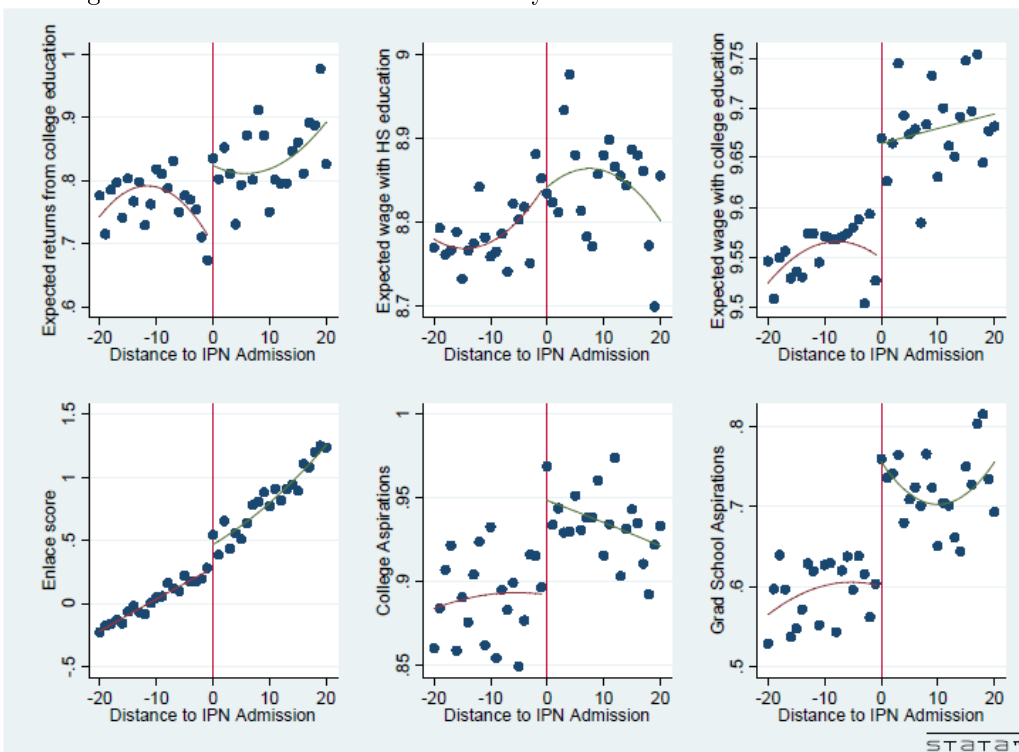 Expected returns from college education
.6 .7 .8 .9 1
-20 -10 0 10 20
Distance to IPN Admission
Expected wage with HS education
8.7 8.8 8.9 9
-20 -10 0 10 20
Distance to IPN Admission
Expected wage with college education
9.5 9.55 9.6 9.65 9.7 9.75
-20 -10 0 10 20
Distance to IPN Admission
Enlace score
-.5 0 .5 1 1.5
-20 -10 0 10 20
Distance to IPN Admission
College Aspirations
.85 .9 .95 1
-20 -10 0 10 20
Distance to IPN Admission
Grad School Aspirations
.5 .6 .7 .8
-20 -10 0 10 20
Distance to IPN Admission